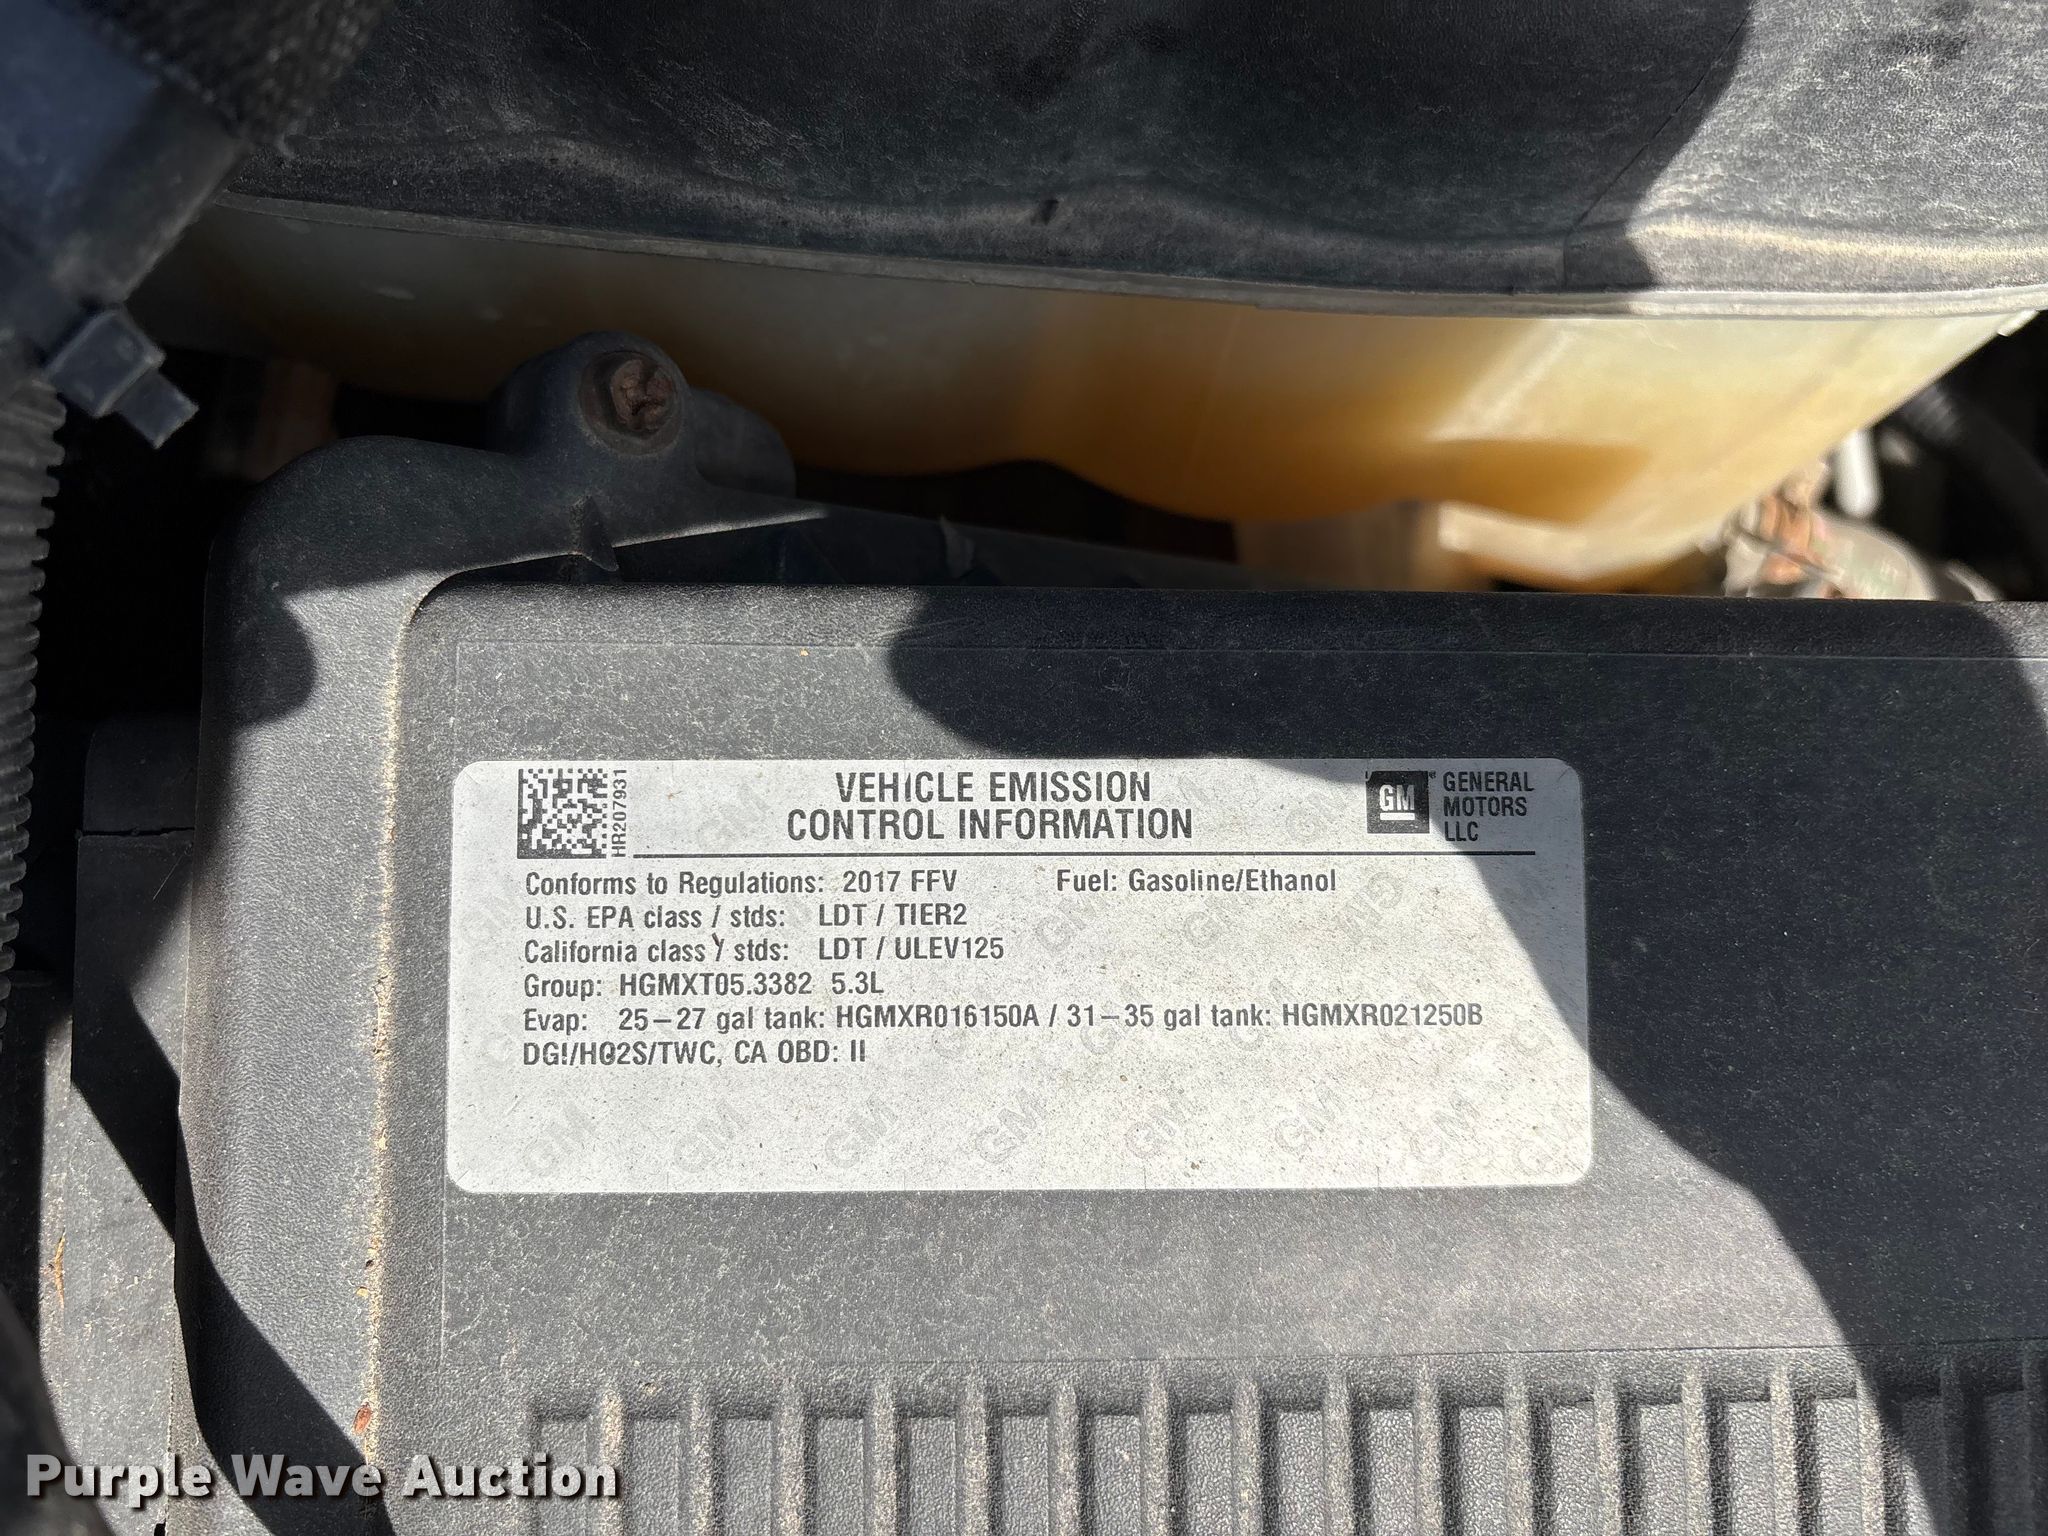 HR207931
VEHICLE EMISSION
CONTROL INFORMATION
GM
GENERAL
MOTORS
LLC
Conforms to Regulations: 2017 FFV Fuel: Gasoline/Ethanol
U.S. EPA class / stds: LDT / TIER2
California class / stds: LDT / ULEV125
Group: HGMXT05.3382 5.3L
Evap: 25–27 gal tank: HGMXR016150A / 31–35 gal tank: HGMXR021250B
DGI/HO2S/TWC, CA OBD: II
Purple Wave Auction